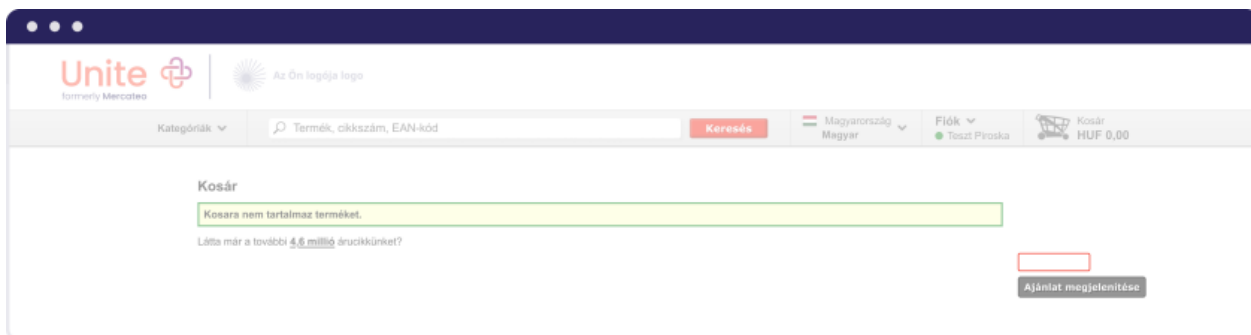 Unite
formerly Mercateo
Az Ön logója logo
Kategóriák
Termék, cikkszám, EAN-kód
Keresés
Magyarország
Magyar
Fiók
Teszt Piroska
Kosár
HUF 0,00
Kosár
Kosara nem tartalmaz terméket.
Látta már a további 4,6 millió árucikkünket?
Ajánlat megjelenítése